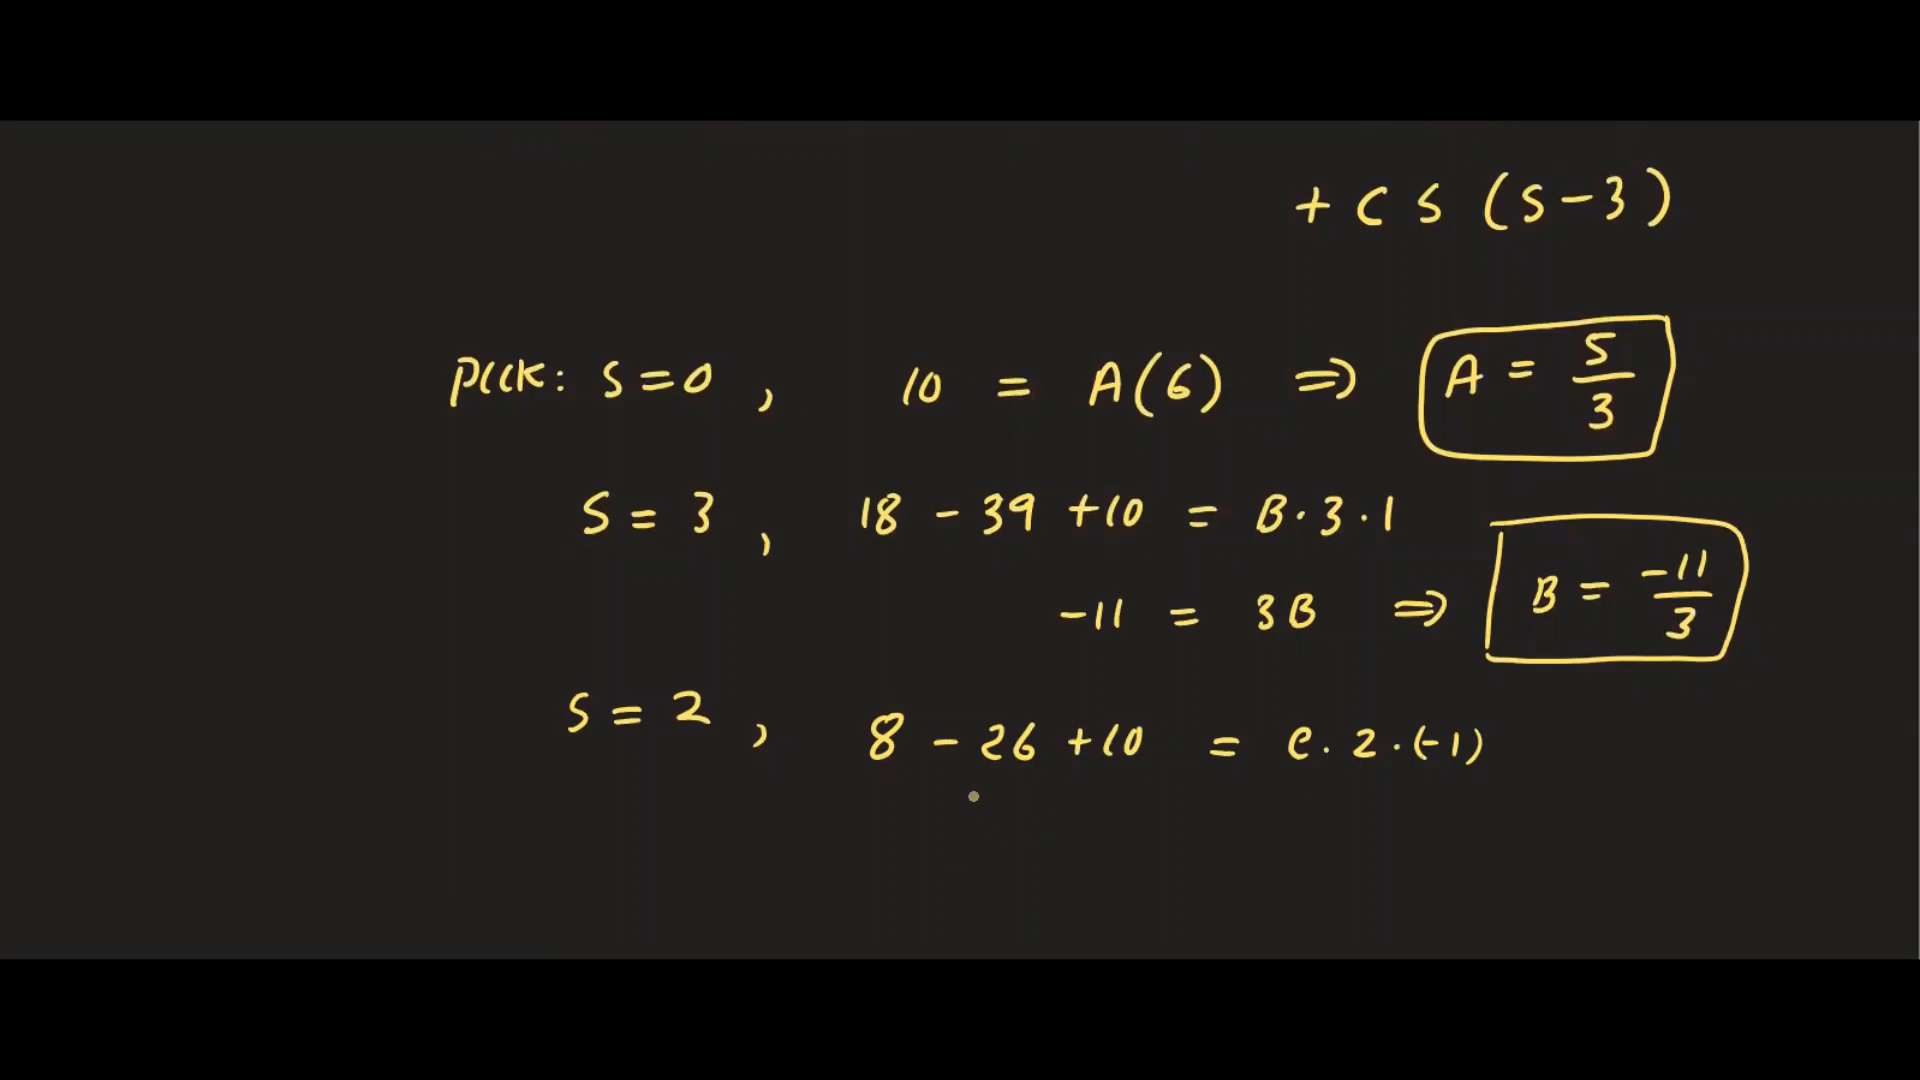 + C S (S-3)
PICK: S=0 , 10 = A(6) ⇒ A = 5/3
S = 3 , 18 - 39 +10 = B·3·1
-11 = 3B ⇒ B = -11/3
S = 2 , 8 - 26 +10 = C·2·(-1)